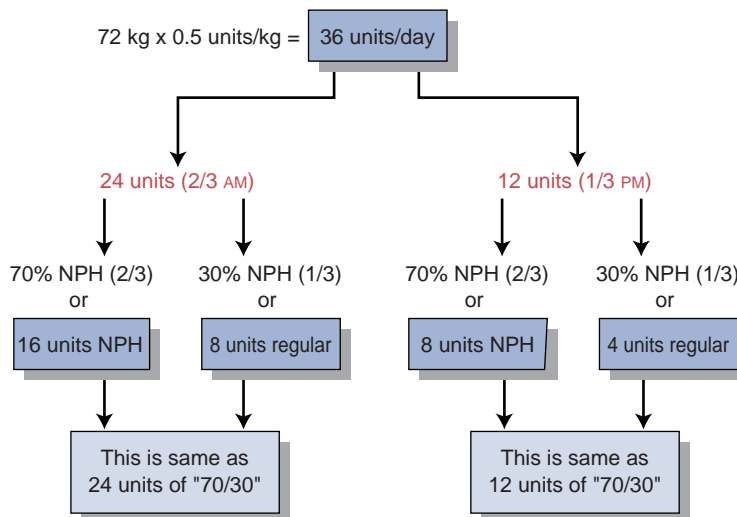 72 kg x 0.5 units/kg = 36 units/day
24 units (2/3 AM)
12 units (1/3 PM)
70% NPH (2/3)
or
16 units NPH
30% NPH (1/3)
or
8 units regular
70% NPH (2/3)
or
8 units NPH
30% NPH (1/3)
or
4 units regular
This is same as
24 units of "70/30"
This is same as
12 units of "70/30"